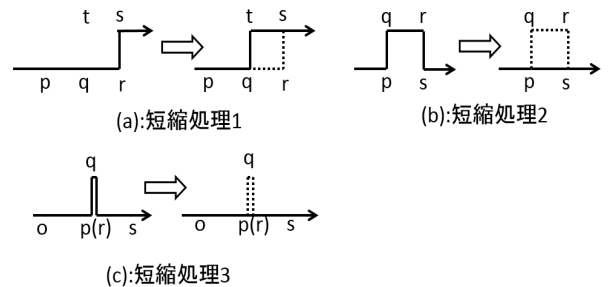 t s
p q r
t s
p q r
(a):短縮処理1
q r
p s
q r
p s
(b):短縮処理2
q
o p(r) s
q
o p(r) s
(c):短縮処理3